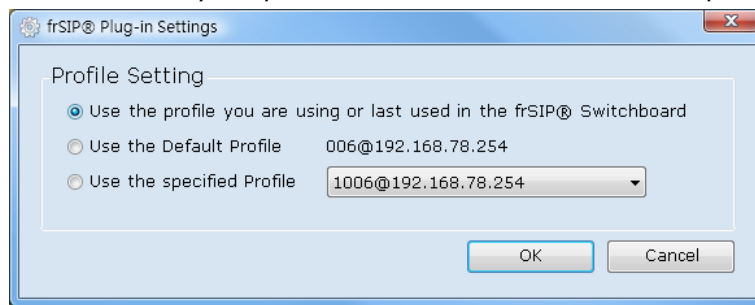 frSIP® Plug-in Settings
Profile Setting
Use the profile you are using or last used in the frSIP® Switchboard
Use the Default Profile 006@192.168.78.254
Use the specified Profile 1006@192.168.78.254
OK Cancel